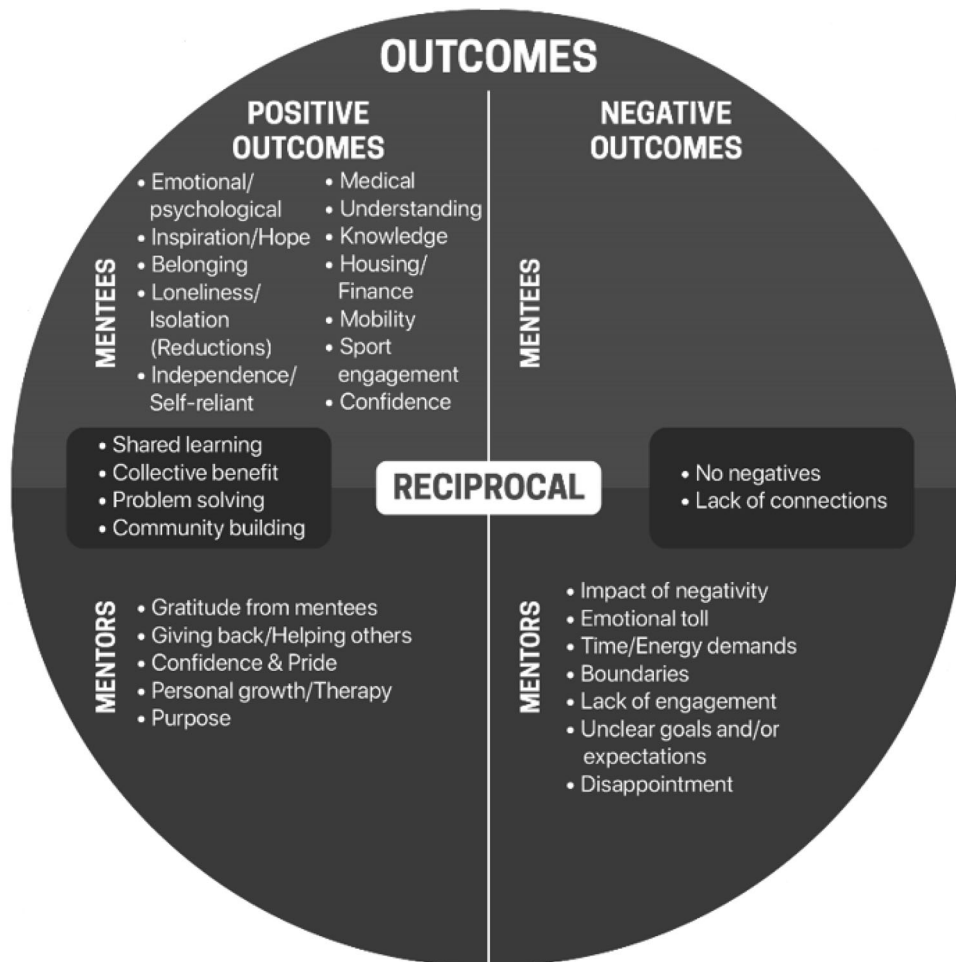 OUTCOMES
POSITIVE
OUTCOMES
MENTEES
• Emotional/
psychological
• Inspiration/Hope
• Belonging
• Loneliness/
Isolation
(Reductions)
• Independence/
Self-reliant
• Medical
• Understanding
• Knowledge
• Housing/
Finance
• Mobility
• Sport
engagement
• Confidence
NEGATIVE
OUTCOMES
MENTEES
• Shared learning
• Collective benefit
• Problem solving
• Community building
RECIPROCAL
• No negatives
• Lack of connections
MENTORS
• Gratitude from mentees
• Giving back/Helping others
• Confidence & Pride
• Personal growth/Therapy
• Purpose
MENTORS
• Impact of negativity
• Emotional toll
• Time/Energy demands
• Boundaries
• Lack of engagement
• Unclear goals and/or
expectations
• Disappointment